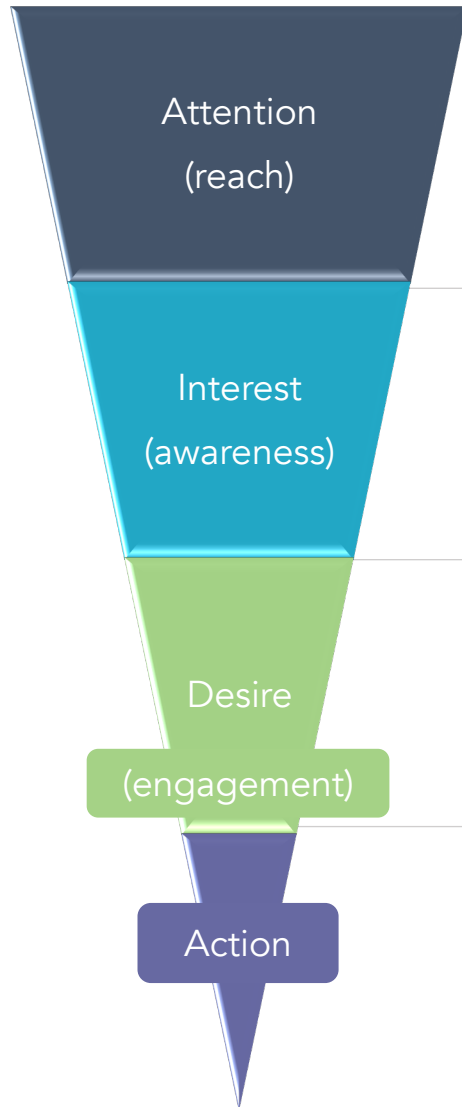 Attention
(reach)
Interest
(awareness)
Desire
(engagement)
Action